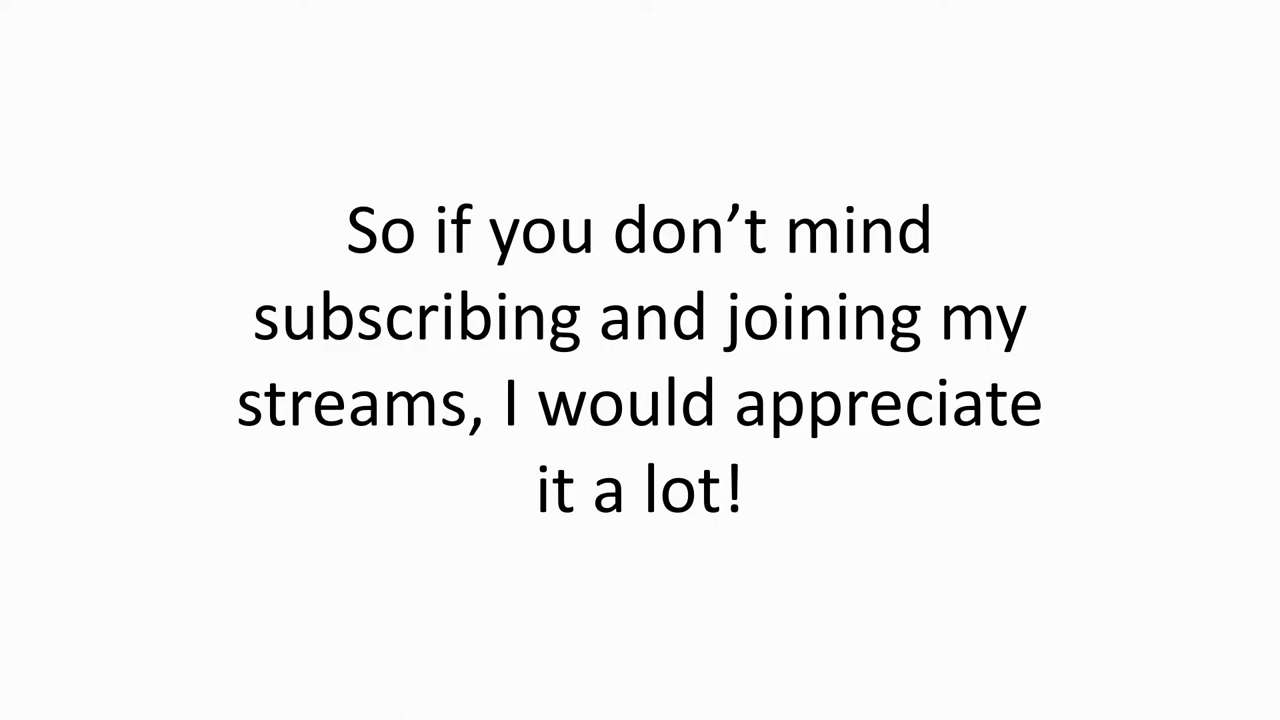 So if you don’t mind
subscribing and joining my
streams, I would appreciate
it a lot!